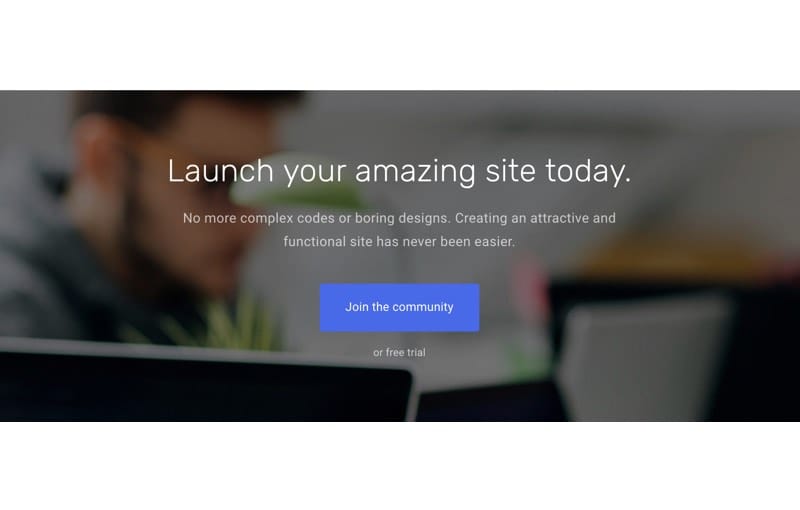 Launch your amazing site today.
No more complex codes or boring designs. Creating an attractive and
functional site has never been easier.
Join the community
or free trial